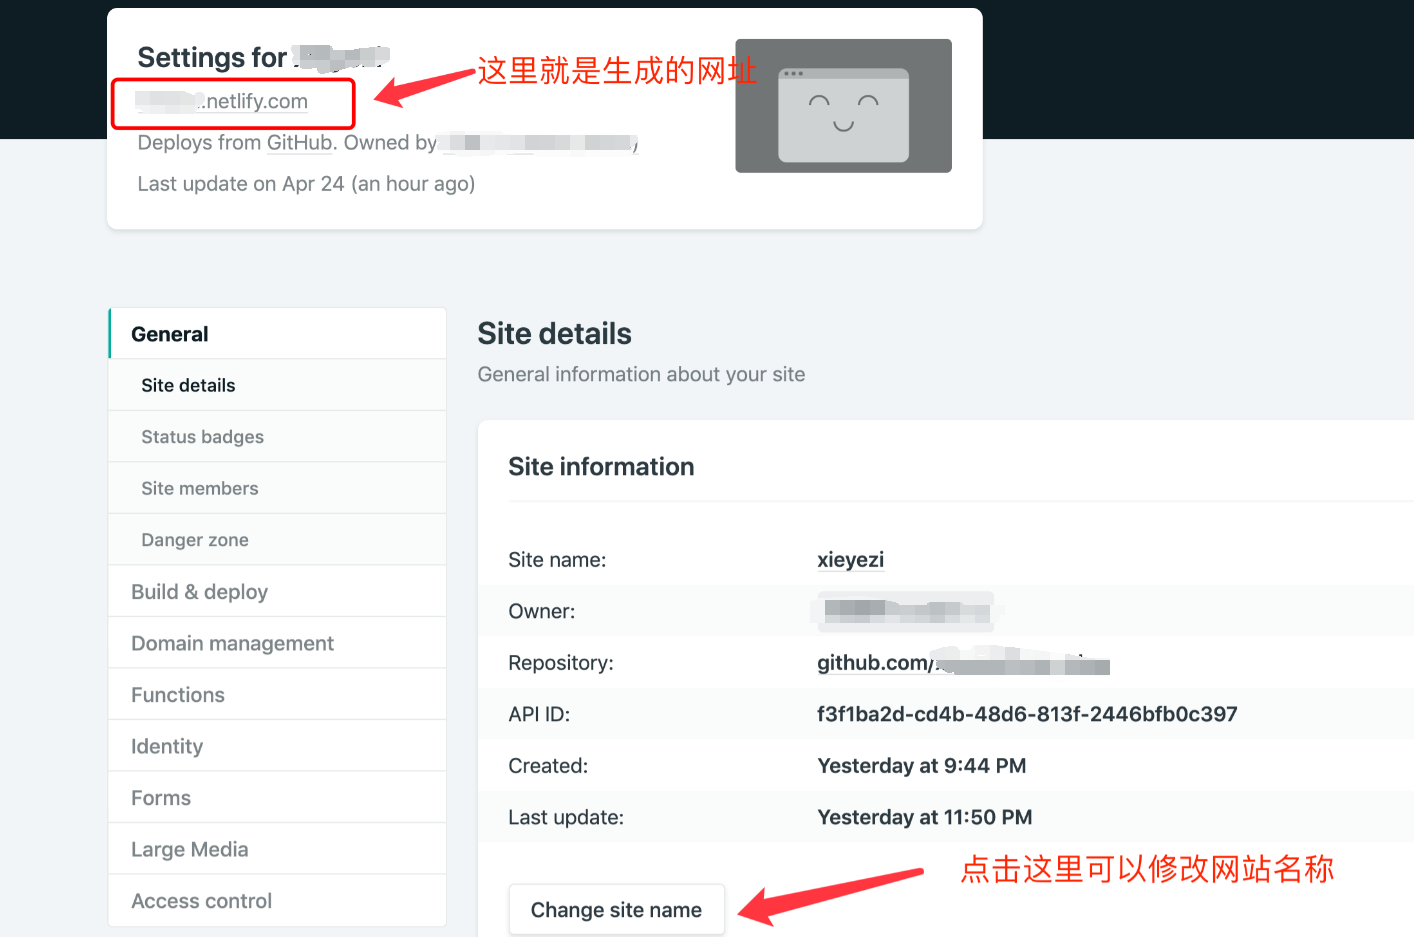 Settings for
这里就是生成的网址
.netlify.com
Deploys from GitHub. Owned by
Last update on Apr 24 (an hour ago)
General
Site details
Status badges
Site members
Danger zone
Build & deploy
Domain management
Functions
Identity
Forms
Large Media
Access control
Site details
General information about your site
Site information
Site name: xieyezi
Owner:
Repository: github.com/
API ID: f3f1ba2d-cd4b-48d6-813f-2446bfb0c397
Created: Yesterday at 9:44 PM
Last update: Yesterday at 11:50 PM
点击这里可以修改网站名称
Change site name